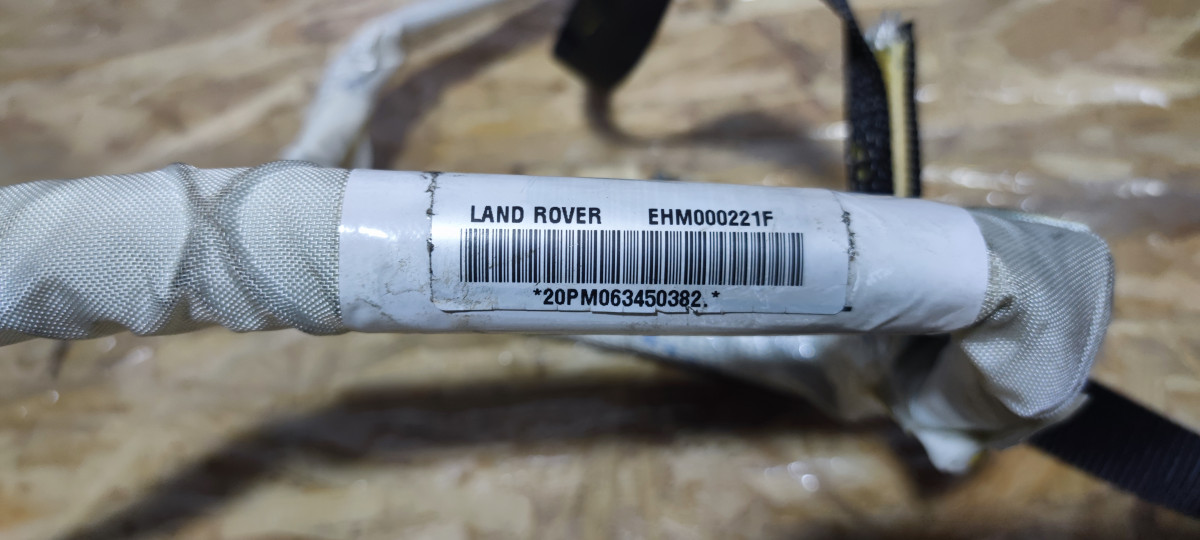 LAND ROVER EHM000221F
*20PM063450382.*